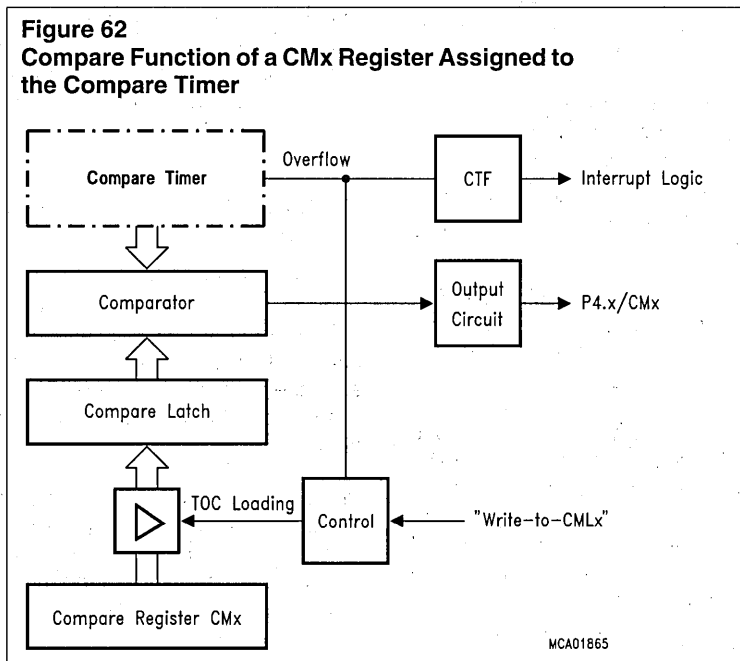 Figure 62
Compare Function of a CMx Register Assigned to
the Compare Timer
Compare Timer
Overflow
CTF
Interrupt Logic
Comparator
Output
Circuit
P4.x/CMx
Compare Latch
TOC Loading
Control
"Write-to-CMLx"
Compare Register CMx
MCA01865